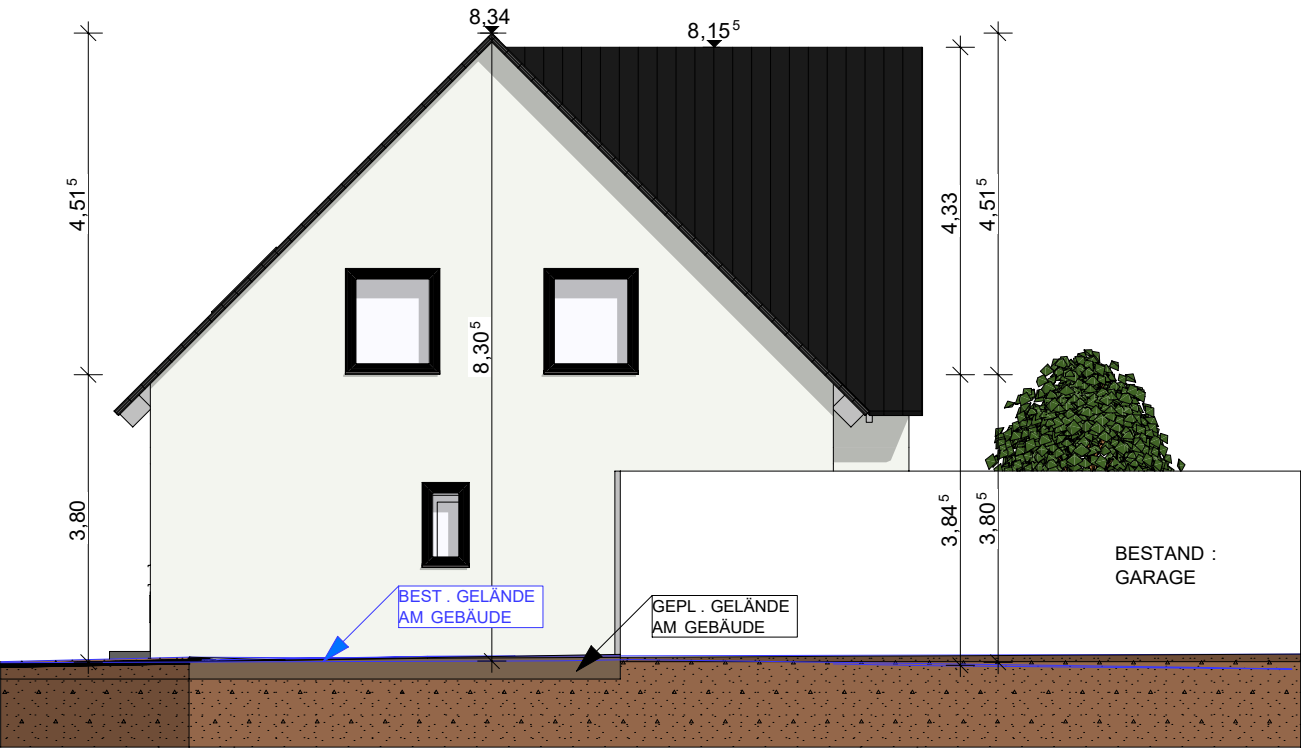 8,34
8,15⁵
4,51⁵
4,33
4,51⁵
8,30⁵
3,80
3,84⁵
3,80⁵
BESTAND :
GARAGE
BEST . GELÄNDE
AM GEBÄUDE
GEPL . GELÄNDE
AM GEBÄUDE